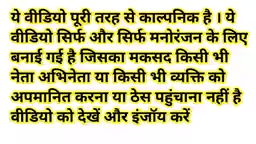 ये वीडियो पूरी तरह से काल्पनिक है । ये
वीडियो सिर्फ और सिर्फ मनोरंजन के लिए
बनाई गई है जिसका मकसद किसी भी
नेता अभिनेता या किसी भी व्यक्ति को
अपमानित करना या ठेस पहुंचाना नहीं है
वीडियो को देखें और इंजॉय करें